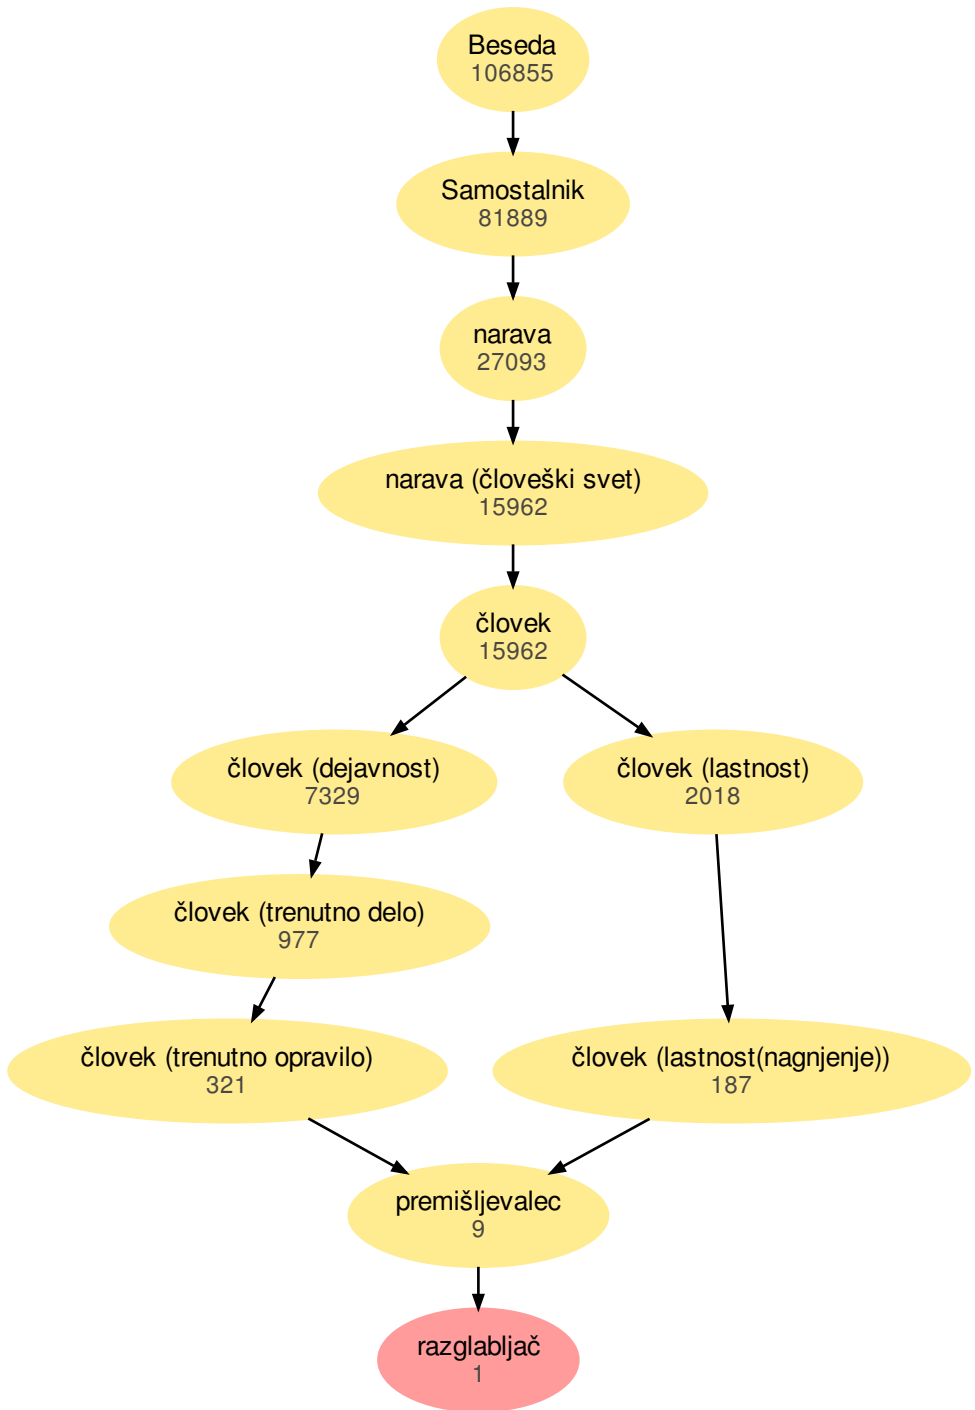 Beseda
106855
Samostalnik
81889
narava
27093
narava (človeški svet)
15962
človek
15962
človek (dejavnost)
7329
človek (lastnost)
2018
človek (trenutno delo)
977
človek (trenutno opravilo)
321
človek (lastnost(nagnjenje))
187
premišljevalec
9
razglabljač
1